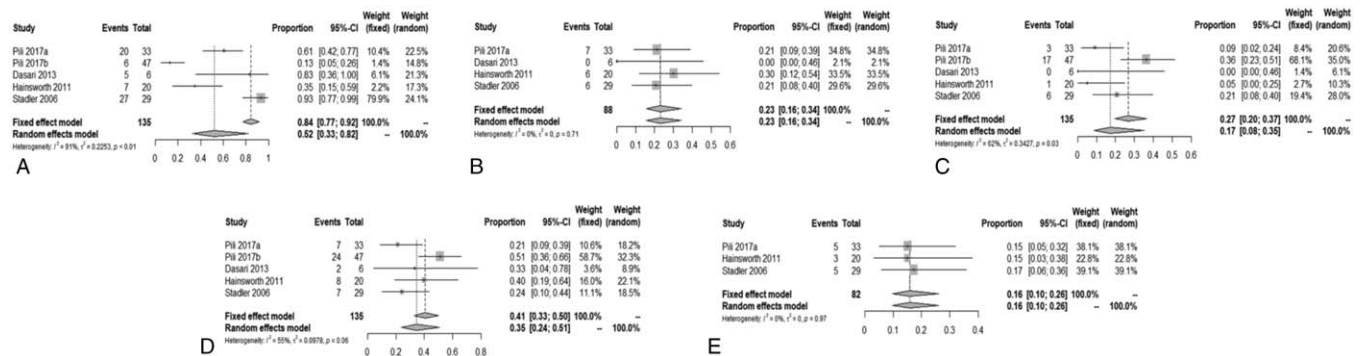 Study Events Total Proportion 95%-CI Weight (fixed) Weight (random)
Pili 2017a 20 33 0.61 [0.42; 0.77] 10.4% 22.5%
Pili 2017b 6 47 0.13 [0.05; 0.26] 1.4% 14.8%
Dasari 2013 5 6 0.83 [0.36; 1.00] 6.1% 21.3%
Hainsworth 2011 7 20 0.35 [0.15; 0.59] 2.2% 17.3%
Stadler 2006 27 29 0.93 [0.77; 0.99] 79.9% 24.1%
Fixed effect model 135 0.84 [0.77; 0.92] 100.0% --
Random effects model 0.52 [0.33; 0.82] -- 100.0%
Heterogeneity: I² = 91%, τ² = 0.2253, p < 0.01
0 0.2 0.4 0.6 0.8 1
A
Study Events Total Proportion 95%-CI Weight (fixed) Weight (random)
Pili 2017a 7 33 0.21 [0.09; 0.39] 34.8% 34.8%
Dasari 2013 0 6 0.00 [0.00; 0.46] 2.1% 2.1%
Hainsworth 2011 6 20 0.30 [0.12; 0.54] 33.5% 33.5%
Stadler 2006 6 29 0.21 [0.08; 0.40] 29.6% 29.6%
Fixed effect model 88 0.23 [0.16; 0.34] 100.0% --
Random effects model 0.23 [0.16; 0.34] -- 100.0%
Heterogeneity: I² = 0%, τ² = 0, p = 0.71
0 0.1 0.2 0.3 0.4 0.5 0.6
B
Study Events Total Proportion 95%-CI Weight (fixed) Weight (random)
Pili 2017a 3 33 0.09 [0.02; 0.24] 8.4% 20.6%
Pili 2017b 17 47 0.36 [0.23; 0.51] 68.1% 35.0%
Dasari 2013 0 6 0.00 [0.00; 0.46] 1.4% 6.1%
Hainsworth 2011 1 20 0.05 [0.00; 0.25] 2.7% 10.3%
Stadler 2006 6 29 0.21 [0.08; 0.40] 19.4% 28.0%
Fixed effect model 135 0.27 [0.20; 0.37] 100.0% --
Random effects model 0.17 [0.08; 0.35] -- 100.0%
Heterogeneity: I² = 62%, τ² = 0.3427, p = 0.03
0 0.1 0.2 0.3 0.4 0.5 0.6
C
Study Events Total Proportion 95%-CI Weight (fixed) Weight (random)
Pili 2017a 7 33 0.21 [0.09; 0.39] 10.6% 18.2%
Pili 2017b 24 47 0.51 [0.36; 0.66] 58.7% 32.3%
Dasari 2013 2 6 0.33 [0.04; 0.78] 3.6% 8.9%
Hainsworth 2011 8 20 0.40 [0.19; 0.64] 16.0% 22.1%
Stadler 2006 7 29 0.24 [0.10; 0.44] 11.1% 18.5%
Fixed effect model 135 0.41 [0.33; 0.50] 100.0% --
Random effects model 0.35 [0.24; 0.51] -- 100.0%
Heterogeneity: I² = 55%, τ² = 0.0978, p = 0.06
0 0.2 0.4 0.6 0.8
D
Study Events Total Proportion 95%-CI Weight (fixed) Weight (random)
Pili 2017a 5 33 0.15 [0.05; 0.32] 38.1% 38.1%
Hainsworth 2011 3 20 0.15 [0.03; 0.38] 22.8% 22.8%
Stadler 2006 5 29 0.17 [0.06; 0.36] 39.1% 39.1%
Fixed effect model 82 0.16 [0.10; 0.26] 100.0% --
Random effects model 0.16 [0.10; 0.26] -- 100.0%
Heterogeneity: I² = 0%, τ² = 0, p = 0.97
0 0.1 0.2 0.3 0.4
E